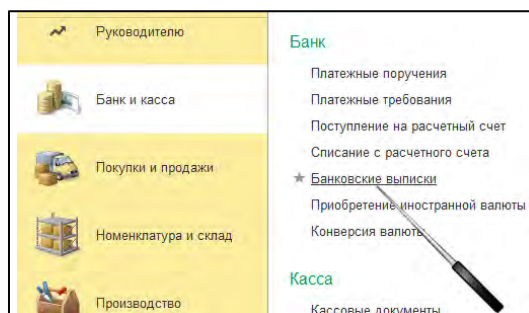 Руководителю
Банк и касса
Покупки и продажи
Номенклатура и склад
Производство
Банк
Платежные поручения
Платежные требования
Поступление на расчетный счет
Списание с расчетного счета
Банковские выписки
Приобретение иностранной валюты
Конверсия валюты
Касса
Кассовые документы